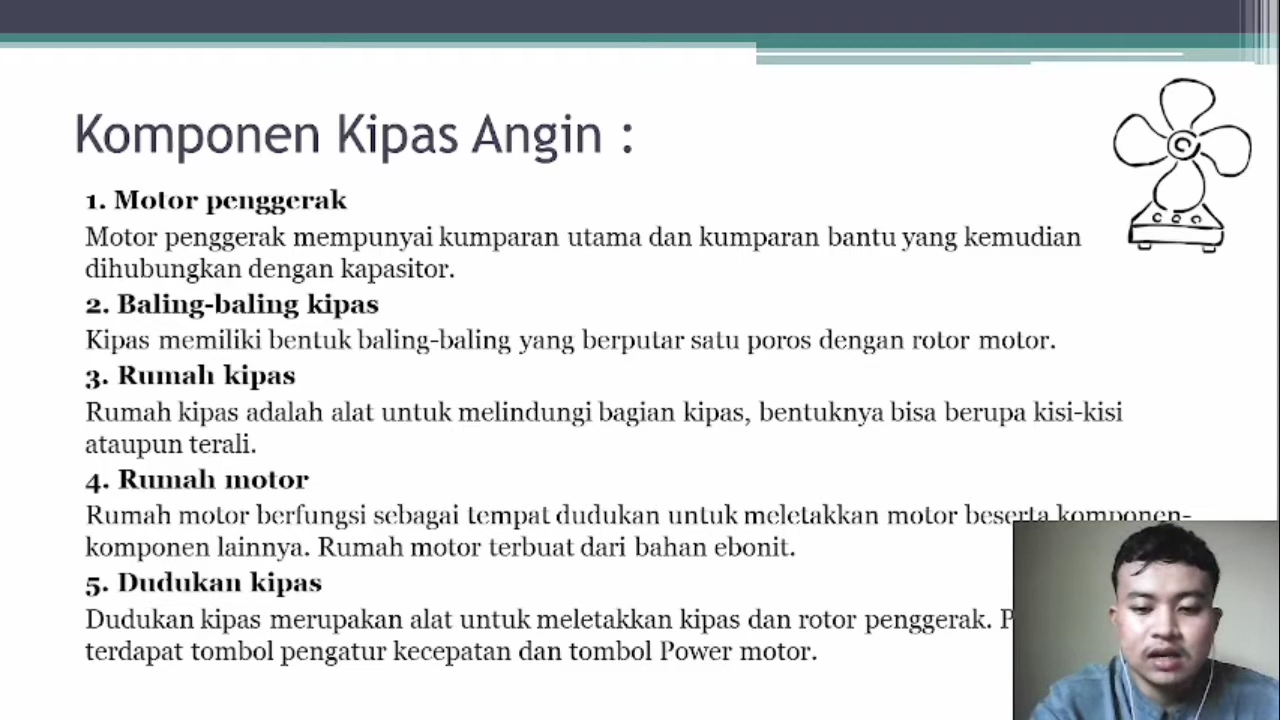 Komponen Kipas Angin :
1. Motor penggerak
Motor penggerak mempunyai kumparan utama dan kumparan bantu yang kemudian
dihubungkan dengan kapasitor.
2. Baling-baling kipas
Kipas memiliki bentuk baling-baling yang berputar satu poros dengan rotor motor.
3. Rumah kipas
Rumah kipas adalah alat untuk melindungi bagian kipas, bentuknya bisa berupa kisi-kisi
ataupun terali.
4. Rumah motor
Rumah motor berfungsi sebagai tempat dudukan untuk meletakkan motor beserta komponen-
komponen lainnya. Rumah motor terbuat dari bahan ebonit.
5. Dudukan kipas
Dudukan kipas merupakan alat untuk meletakkan kipas dan rotor penggerak.
terdapat tombol pengatur kecepatan dan tombol Power motor.